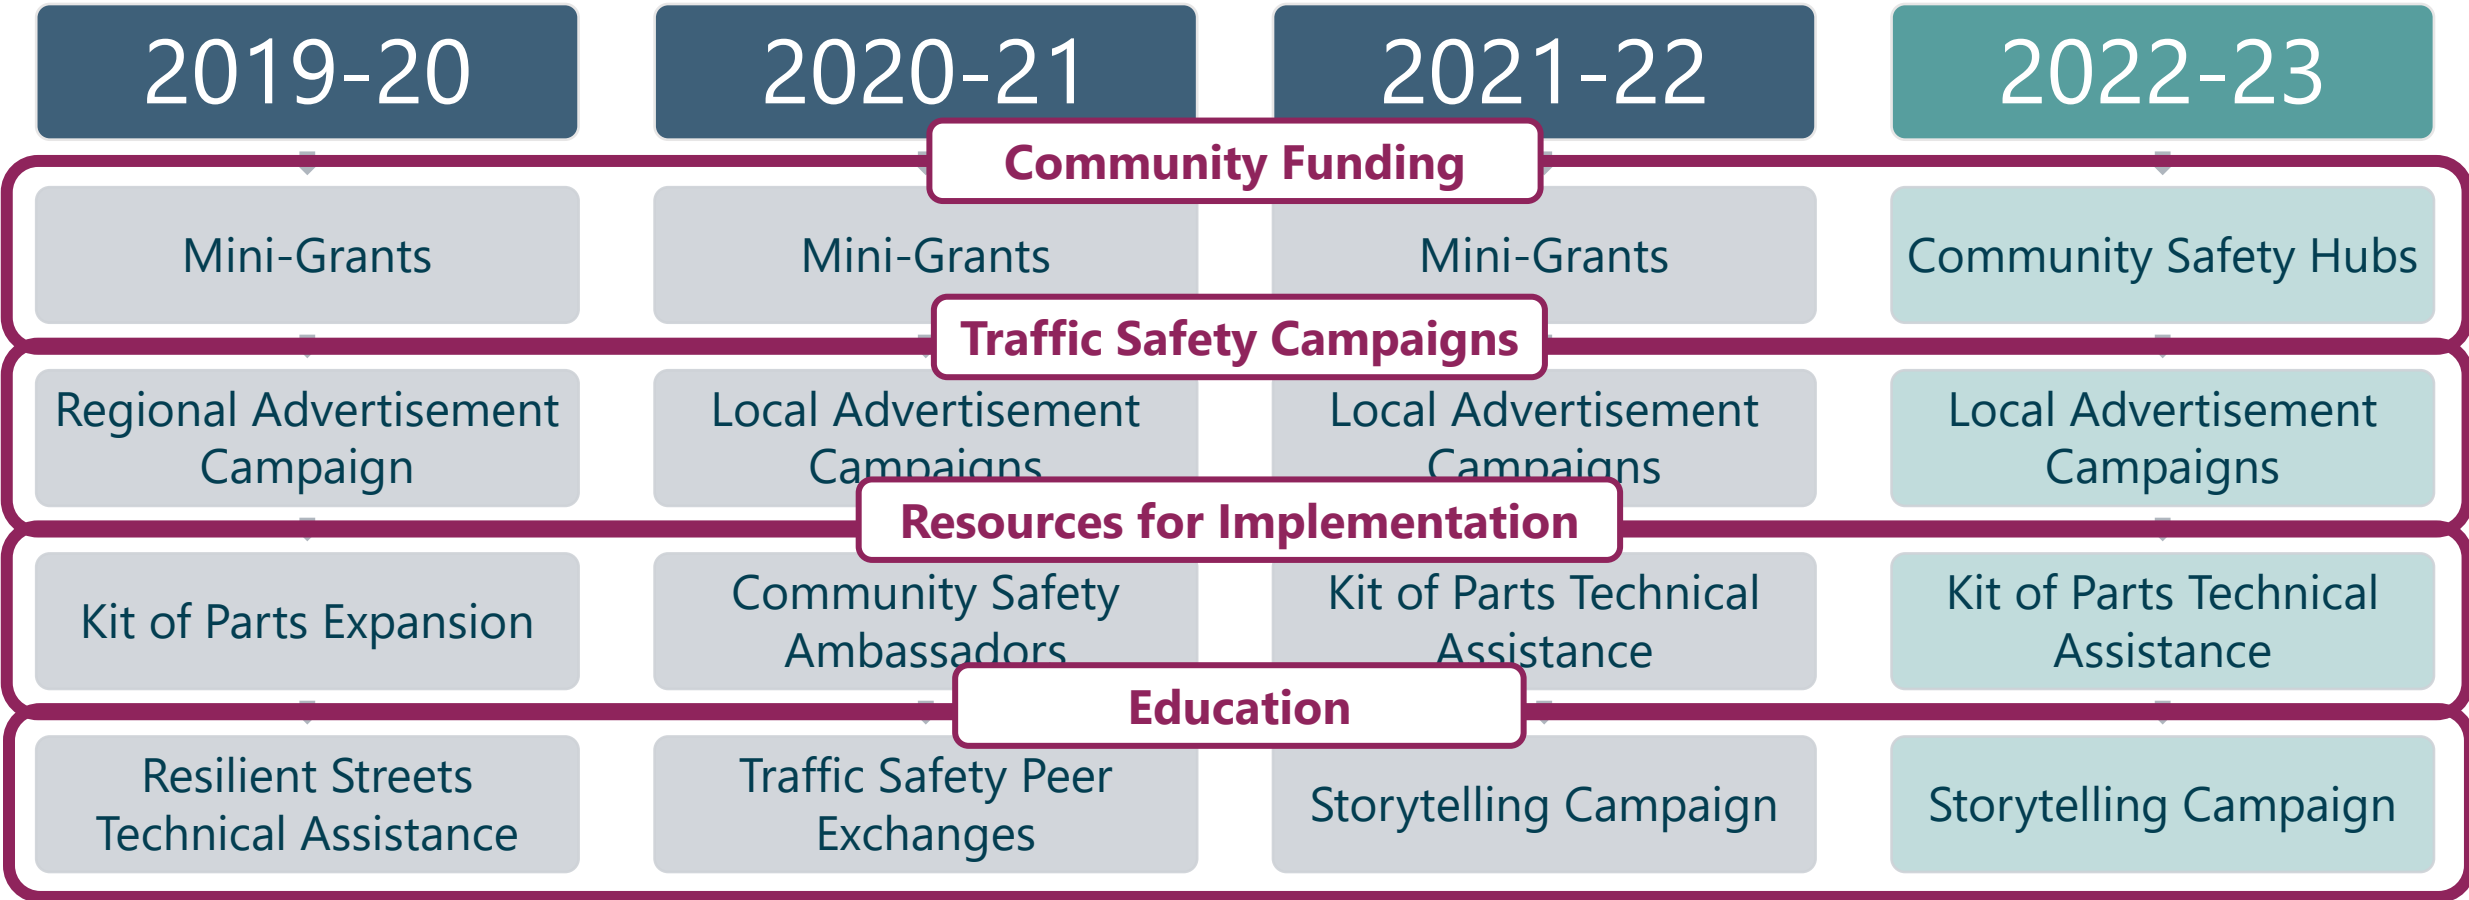 2019-20
2020-21
2021-22
2022-23
Community Funding
Mini-Grants
Mini-Grants
Mini-Grants
Community Safety Hubs
Traffic Safety Campaigns
Regional Advertisement
Campaign
Local Advertisement
Campaigns
Local Advertisement
Campaigns
Local Advertisement
Campaigns
Resources for Implementation
Kit of Parts Expansion
Community Safety
Ambassadors
Kit of Parts Technical
Assistance
Kit of Parts Technical
Assistance
Education
Resilient Streets
Technical Assistance
Traffic Safety Peer
Exchanges
Storytelling Campaign
Storytelling Campaign